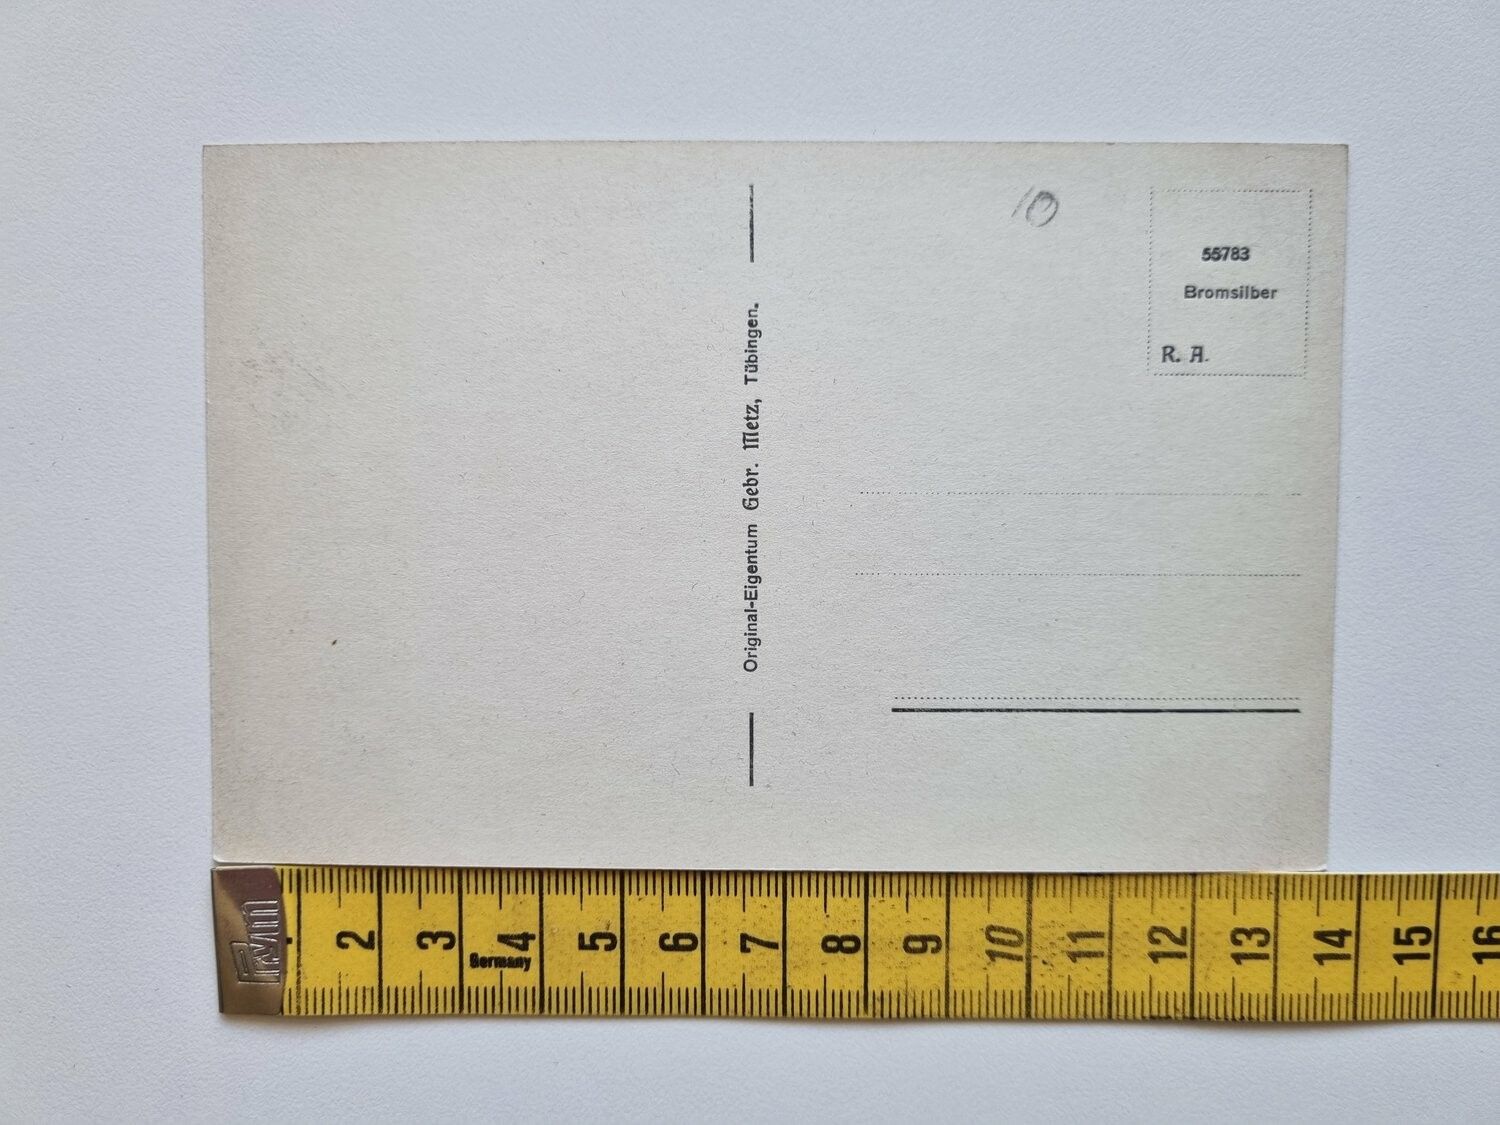 10
55783
Bromsilber
R. A.
Original-Eigentum Gebr. Metz, Tübingen.
Prym
2 3 4 5 6 7 8 9 10 11 12 13 14 15 16
Germany